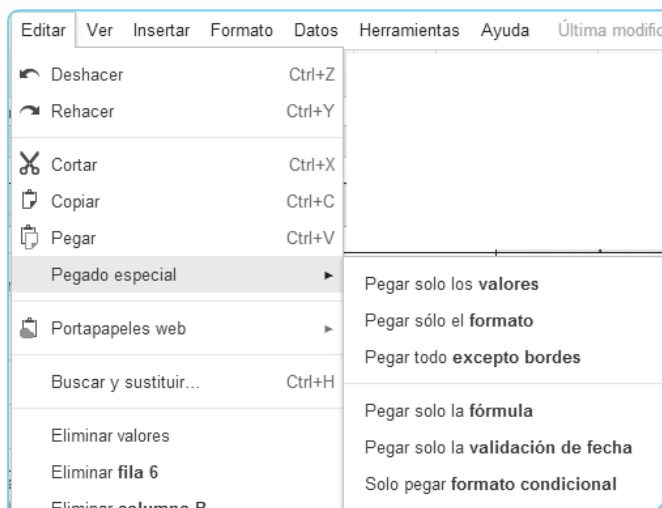 Editar Ver Insertar Formato Datos Herramientas Ayuda Última modific
Deshacer Ctrl+Z
Rehacer Ctrl+Y
Cortar Ctrl+X
Copiar Ctrl+C
Pegar Ctrl+V
Pegado especial
Portapapeles web
Buscar y sustituir... Ctrl+H
Eliminar valores
Eliminar fila 6
Eliminar columna B
Pegar solo los valores
Pegar sólo el formato
Pegar todo excepto bordes
Pegar solo la fórmula
Pegar solo la validación de fecha
Solo pegar formato condicional